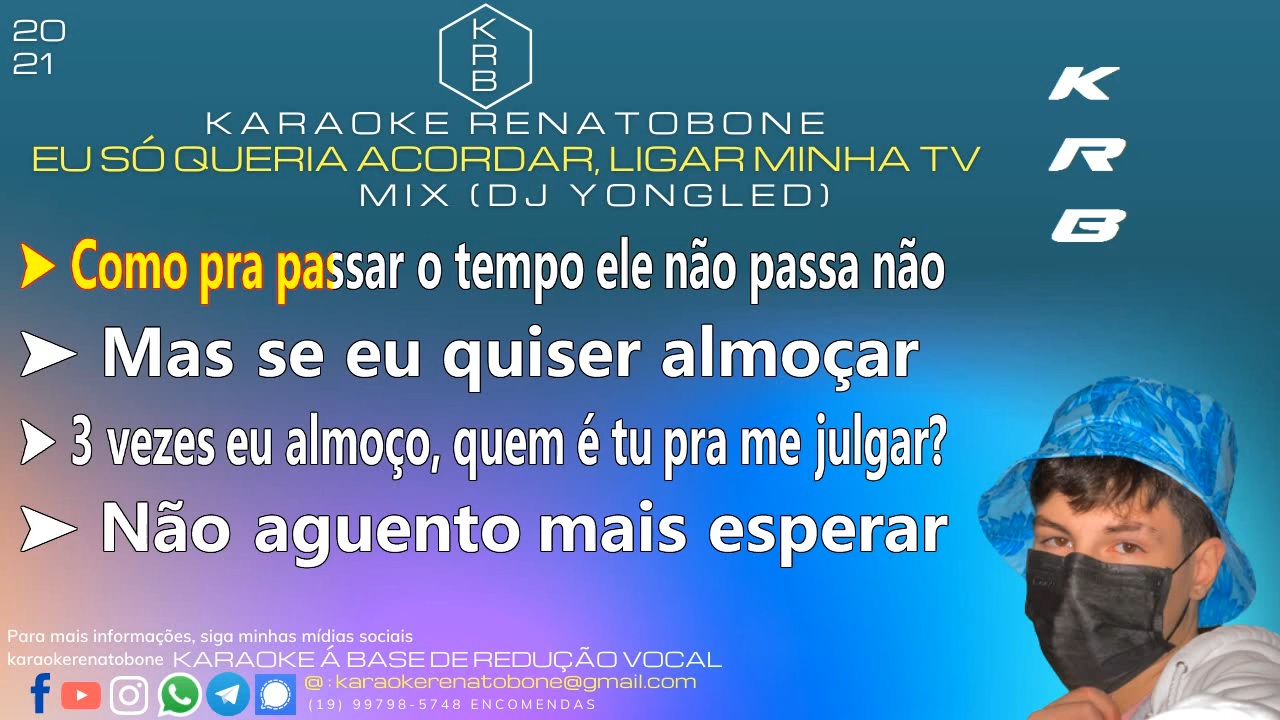 20
21
K
R
B
KARAOKE RENATOBONE
EU SÓ QUERIA ACORDAR, LIGAR MINHA TV
MIX (DJ YONGLED)
K
R
B
➤ Como pra passar o tempo ele não passa não
➤ Mas se eu quiser almoçar
➤ 3 vezes eu almoço, quem é tu pra me julgar?
➤ Não aguento mais esperar
Para mais informações, siga minhas mídias sociais
karaokerenatobone KARAOKE Á BASE DE REDUÇÃO VOCAL
@ : karaokerenatobone@gmail.com
(19) 99798-5748 ENCOMENDAS